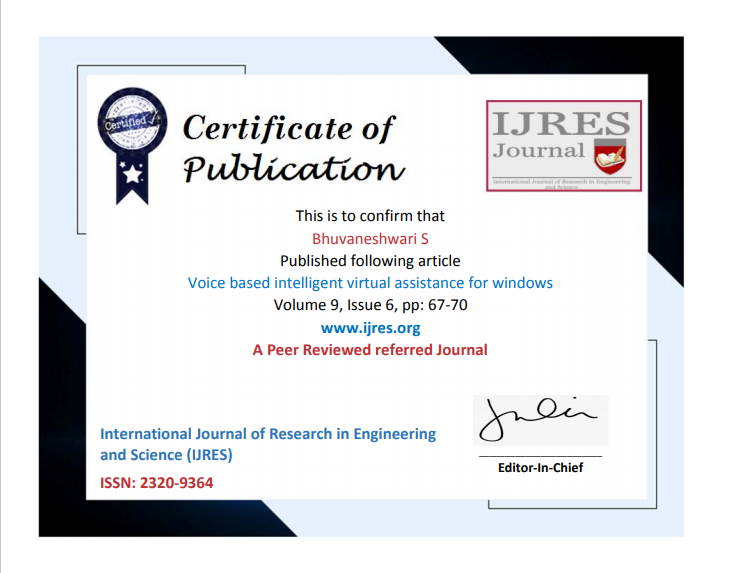 Certified
Certificate of
Publication
IJRES
Journal
International Journal of Research in Engineering
and Science
This is to confirm that
Bhuvaneshwari S
Published following article
Voice based intelligent virtual assistance for windows
Volume 9, Issue 6, pp: 67-70
www.ijres.org
A Peer Reviewed referred Journal
International Journal of Research in Engineering
and Science (IJRES)
ISSN: 2320-9364
Editor-In-Chief